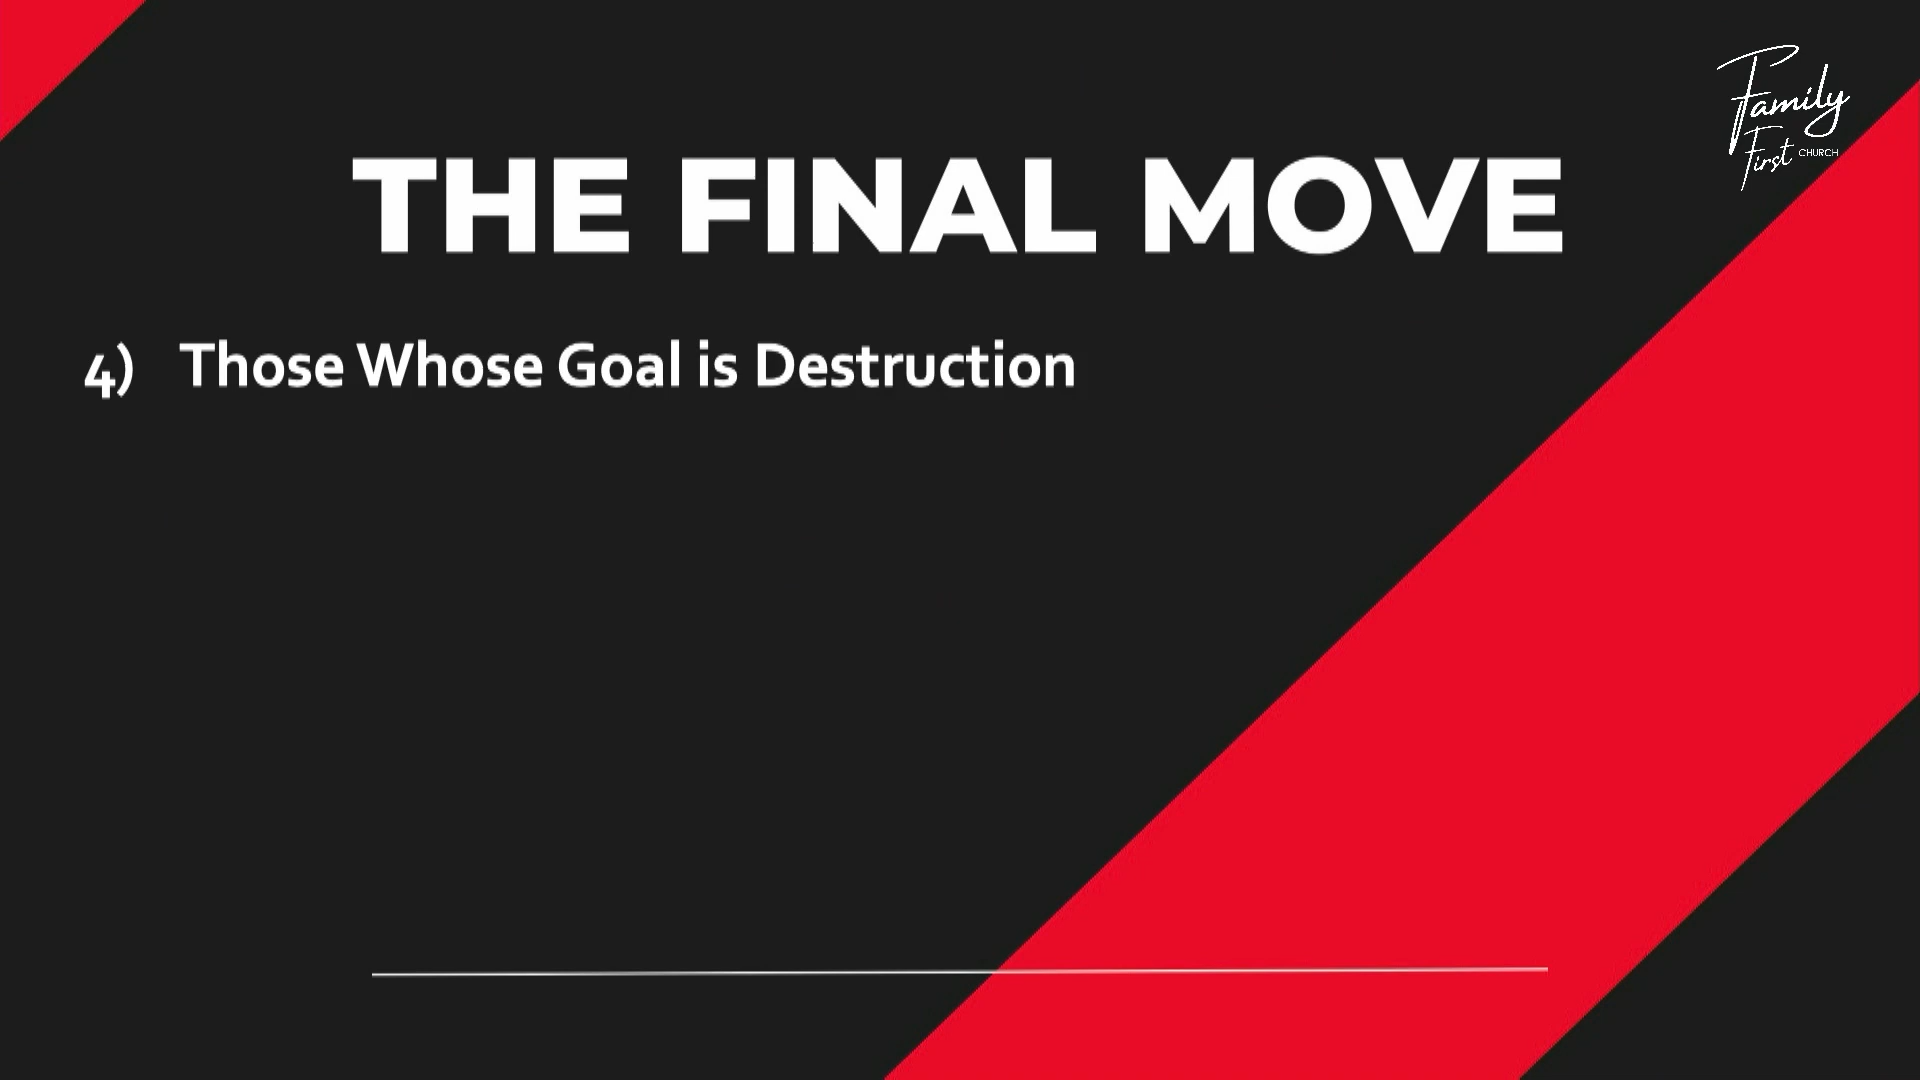 Family
First CHURCH
THE FINAL MOVE
4) Those Whose Goal is Destruction